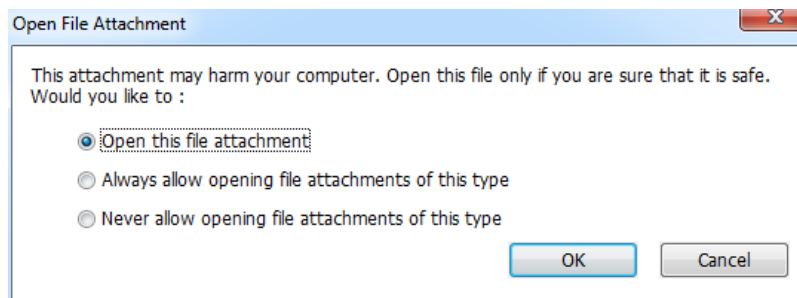 Open File Attachment
This attachment may harm your computer. Open this file only if you are sure that it is safe.
Would you like to :
Open this file attachment
Always allow opening file attachments of this type
Never allow opening file attachments of this type
OK Cancel